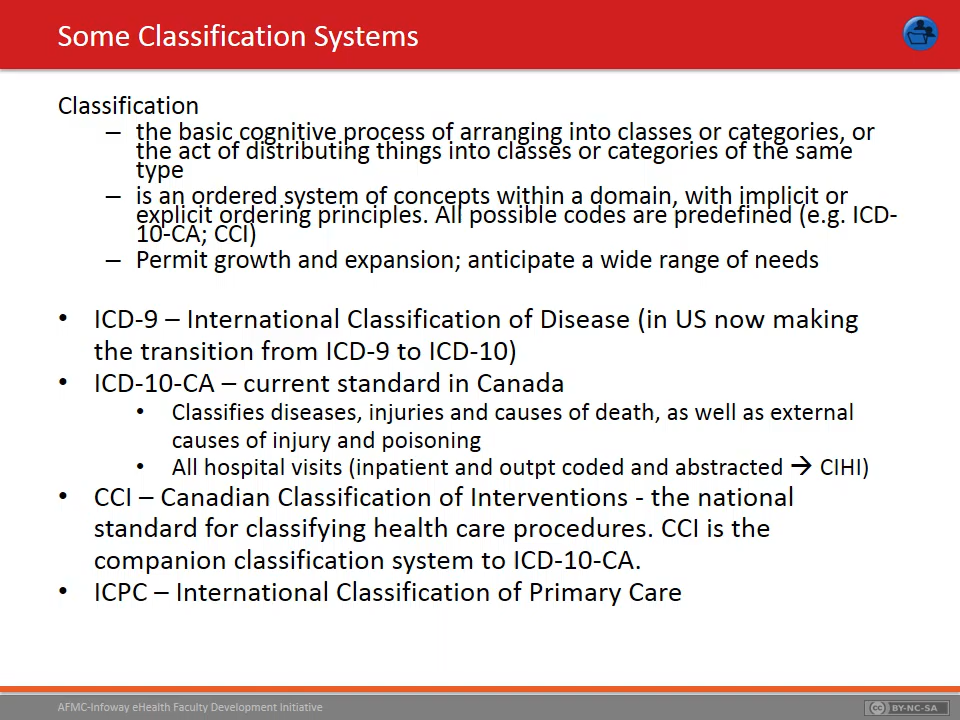 Some Classification Systems
Classification
– the basic cognitive process of arranging into classes or categories, or
the act of distributing things into classes or categories of the same
type
– is an ordered system of concepts within a domain, with implicit or
explicit ordering principles. All possible codes are predefined (e.g. ICD-
10-CA; CCI)
– Permit growth and expansion; anticipate a wide range of needs
• ICD-9 – International Classification of Disease (in US now making
the transition from ICD-9 to ICD-10)
• ICD-10-CA – current standard in Canada
• Classifies diseases, injuries and causes of death, as well as external
causes of injury and poisoning
• All hospital visits (inpatient and outpt coded and abstracted → CIHI)
• CCI – Canadian Classification of Interventions - the national
standard for classifying health care procedures. CCI is the
companion classification system to ICD-10-CA.
• ICPC – International Classification of Primary Care
AFMC-Infoway eHealth Faculty Development Initiative
cc BY-NC-SA